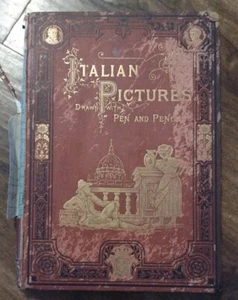 ITALIAN
PICTURES
DRAWN WITH
PEN AND PENCIL